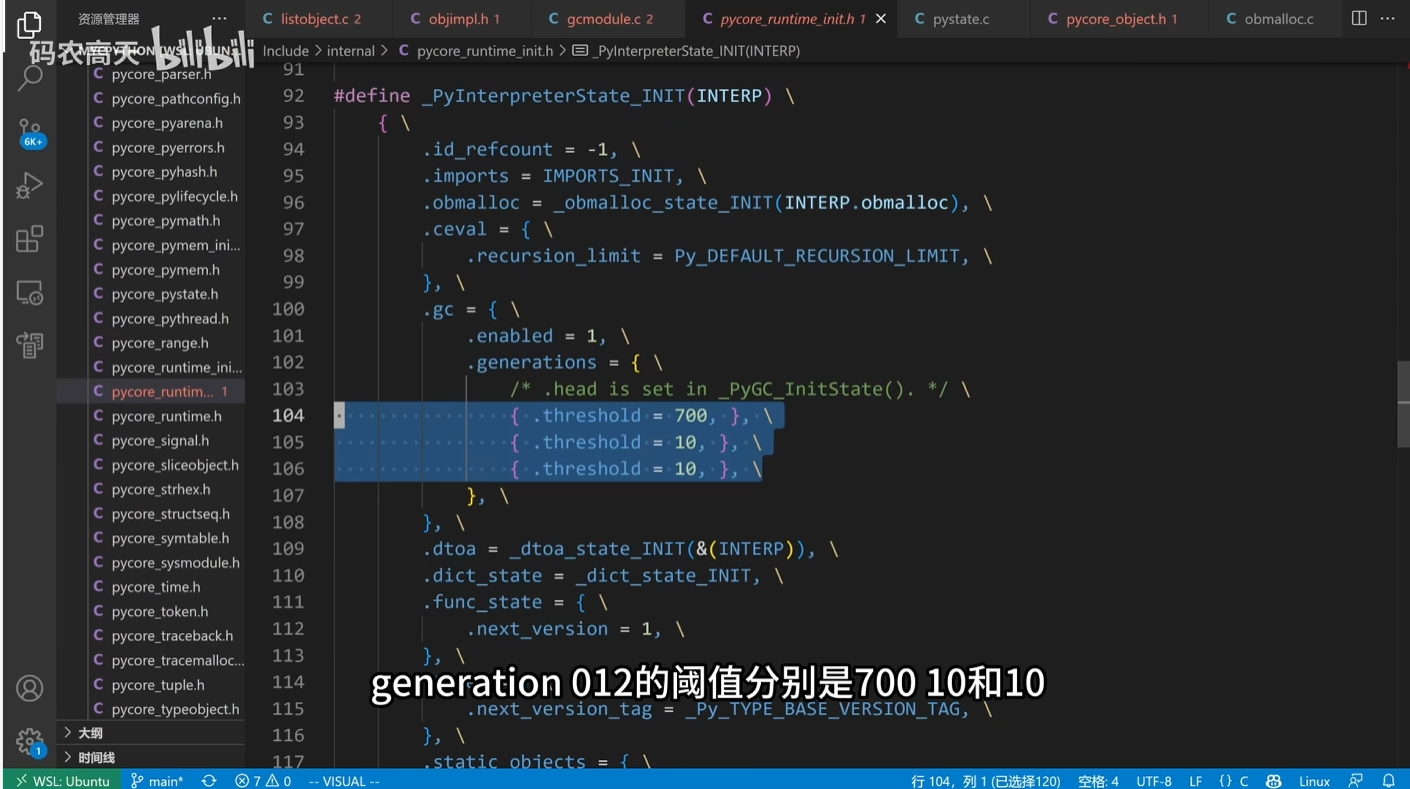 资源管理器 ···
listobject.c 2
objimpl.h 1
gcmodule.c 2
pycore_runtime_init.h 1
pystate.c
pycore_object.h 1
obmalloc.c
码农高天 bilibili
Include > internal > C pycore_runtime_init.h > _PyInterpreterState_INIT(INTERP)
6K+
pycore_parser.h
pycore_pathconfig.h
pycore_pyarena.h
pycore_pyerrors.h
pycore_pyhash.h
pycore_pylifecycle.h
pycore_pymath.h
pycore_pymem_ini...
pycore_pymem.h
pycore_pystate.h
pycore_pythread.h
pycore_range.h
pycore_runtime_ini...
pycore_runtim... 1
pycore_runtime.h
pycore_signal.h
pycore_sliceobject.h
pycore_strhex.h
pycore_structseq.h
pycore_symtable.h
pycore_sysmodule.h
pycore_time.h
pycore_token.h
pycore_traceback.h
pycore_tracemalloc...
pycore_tuple.h
pycore_typeobject.h
大纲
时间线
1
91
92 #define _PyInterpreterState_INIT(INTERP) \
93 { \
94 .id_refcount = -1, \
95 .imports = IMPORTS_INIT, \
96 .obmalloc = _obmalloc_state_INIT(INTERP.obmalloc), \
97 .ceval = { \
98 .recursion_limit = Py_DEFAULT_RECURSION_LIMIT, \
99 }, \
100 .gc = { \
101 .enabled = 1, \
102 .generations = { \
103 /* .head is set in _PyGC_InitState(). */ \
104 { .threshold = 700, }, \
105 { .threshold = 10, }, \
106 { .threshold = 10, }, \
107 }, \
108 }, \
109 .dtoa = _dtoa_state_INIT(&(INTERP)), \
110 .dict_state = _dict_state_INIT, \
111 .func_state = { \
112 .next_version = 1, \
113 }, \
114
generation 012的阈值分别是700 10和10
115 .next_version_tag = _Py_TYPE_BASE_VERSION_TAG, \
116 }, \
117 .static_objects = { \
WSL: Ubuntu main* 7 0 -- VISUAL -- 行 104，列 1 (已选择120) 空格: 4 UTF-8 LF {} C Linux